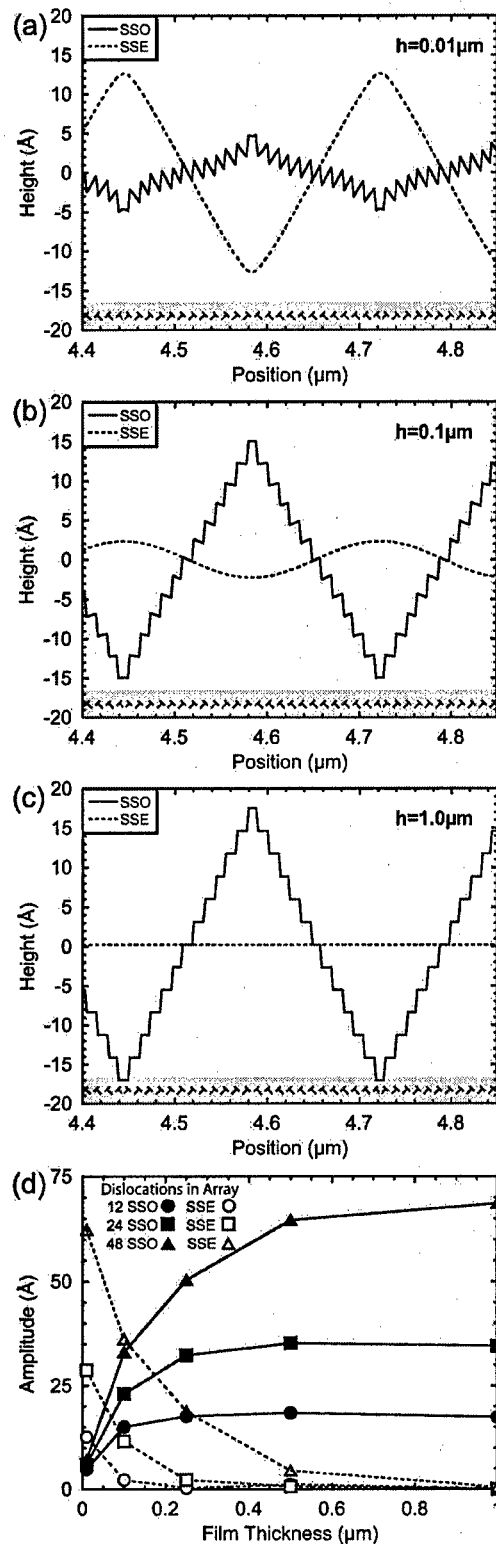 (a)
SSO
SSE
h=0.01µm
20
15
10
5
0
-5
-10
-15
-20
Height (Å)
4.4 4.5 4.6 4.7 4.8
Position (µm)
(b)
SSO
SSE
h=0.1µm
20
15
10
5
0
-5
-10
-15
-20
Height (Å)
4.4 4.5 4.6 4.7 4.8
Position (µm)
(c)
SSO
SSE
h=1.0µm
20
15
10
5
0
-5
-10
-15
-20
Height (Å)
4.4 4.5 4.6 4.7 4.8
Position (µm)
(d)
Dislocations in Array
12 SSO SSE
24 SSO SSE
48 SSO SSE
75
50
25
0
Amplitude (Å)
0 0.2 0.4 0.6 0.8
Film Thickness (µm)